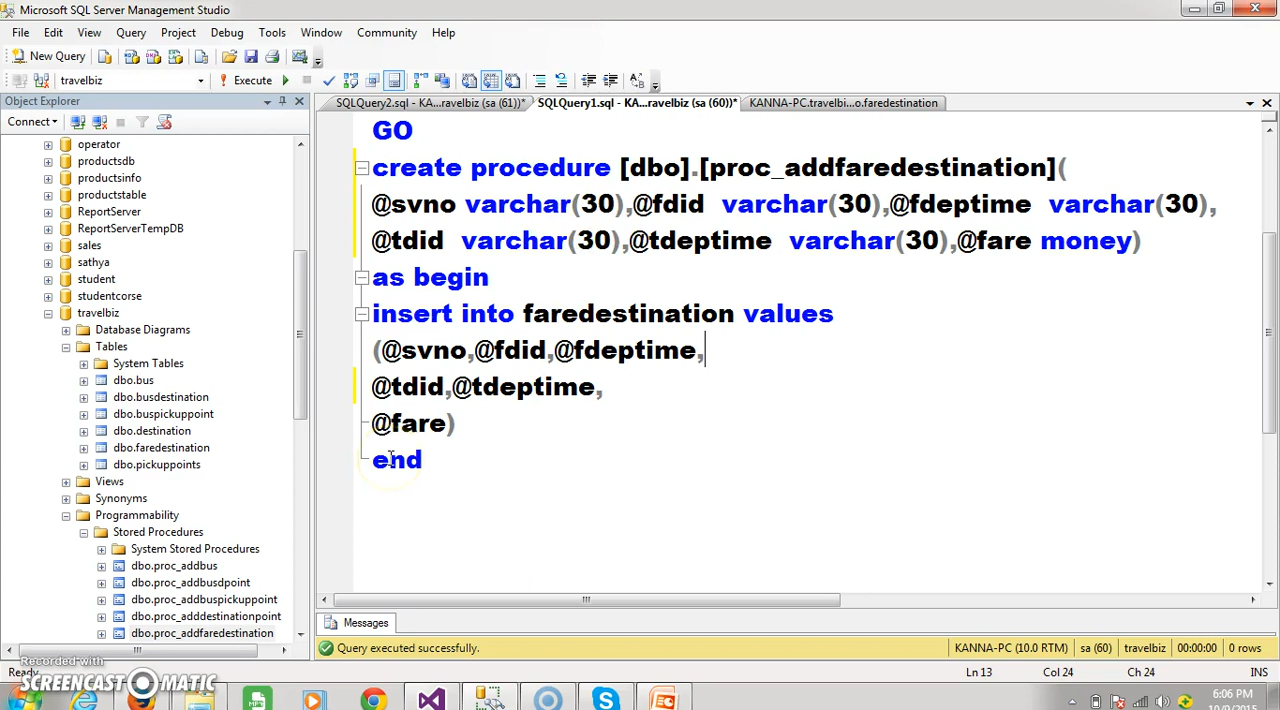 Microsoft SQL Server Management Studio
File Edit View Query Project Debug Tools Window Community Help
New Query
travelbiz Execute
Object Explorer
SQLQuery2.sql - KA...ravelbiz (sa (61))* SQLQuery1.sql - KA...ravelbiz (sa (60))* KANNA-PC.travelbi...o.faredestination
Connect
operator
productsdb
productsinfo
productstable
ReportServer
ReportServerTempDB
sales
sathya
student
studentcorse
travelbiz
Database Diagrams
Tables
System Tables
dbo.bus
dbo.busdestination
dbo.buspickuppoint
dbo.destination
dbo.faredestination
dbo.pickuppoints
Views
Synonyms
Programmability
Stored Procedures
System Stored Procedures
dbo.proc_addbus
dbo.proc_addbusdpoint
dbo.proc_addbuspickuppoint
dbo.proc_adddestinationpoint
dbo.proc_addfaredestination
GO
create procedure [dbo].[proc_addfaredestination](
@svno varchar(30),@fdid varchar(30),@fdeptime varchar(30),
@tdid varchar(30),@tdeptime varchar(30),@fare money)
as begin
insert into faredestination values
(@svno,@fdid,@fdeptime,
@tdid,@tdeptime,
@fare)
end
Messages
Query executed successfully. KANNA-PC (10.0 RTM) sa (60) travelbiz 00:00:00 0 rows
Ready Ln 13 Col 24 Ch 24 INS
Recorded with
SCREENCAST MATIC
6:06 PM
10/9/2015